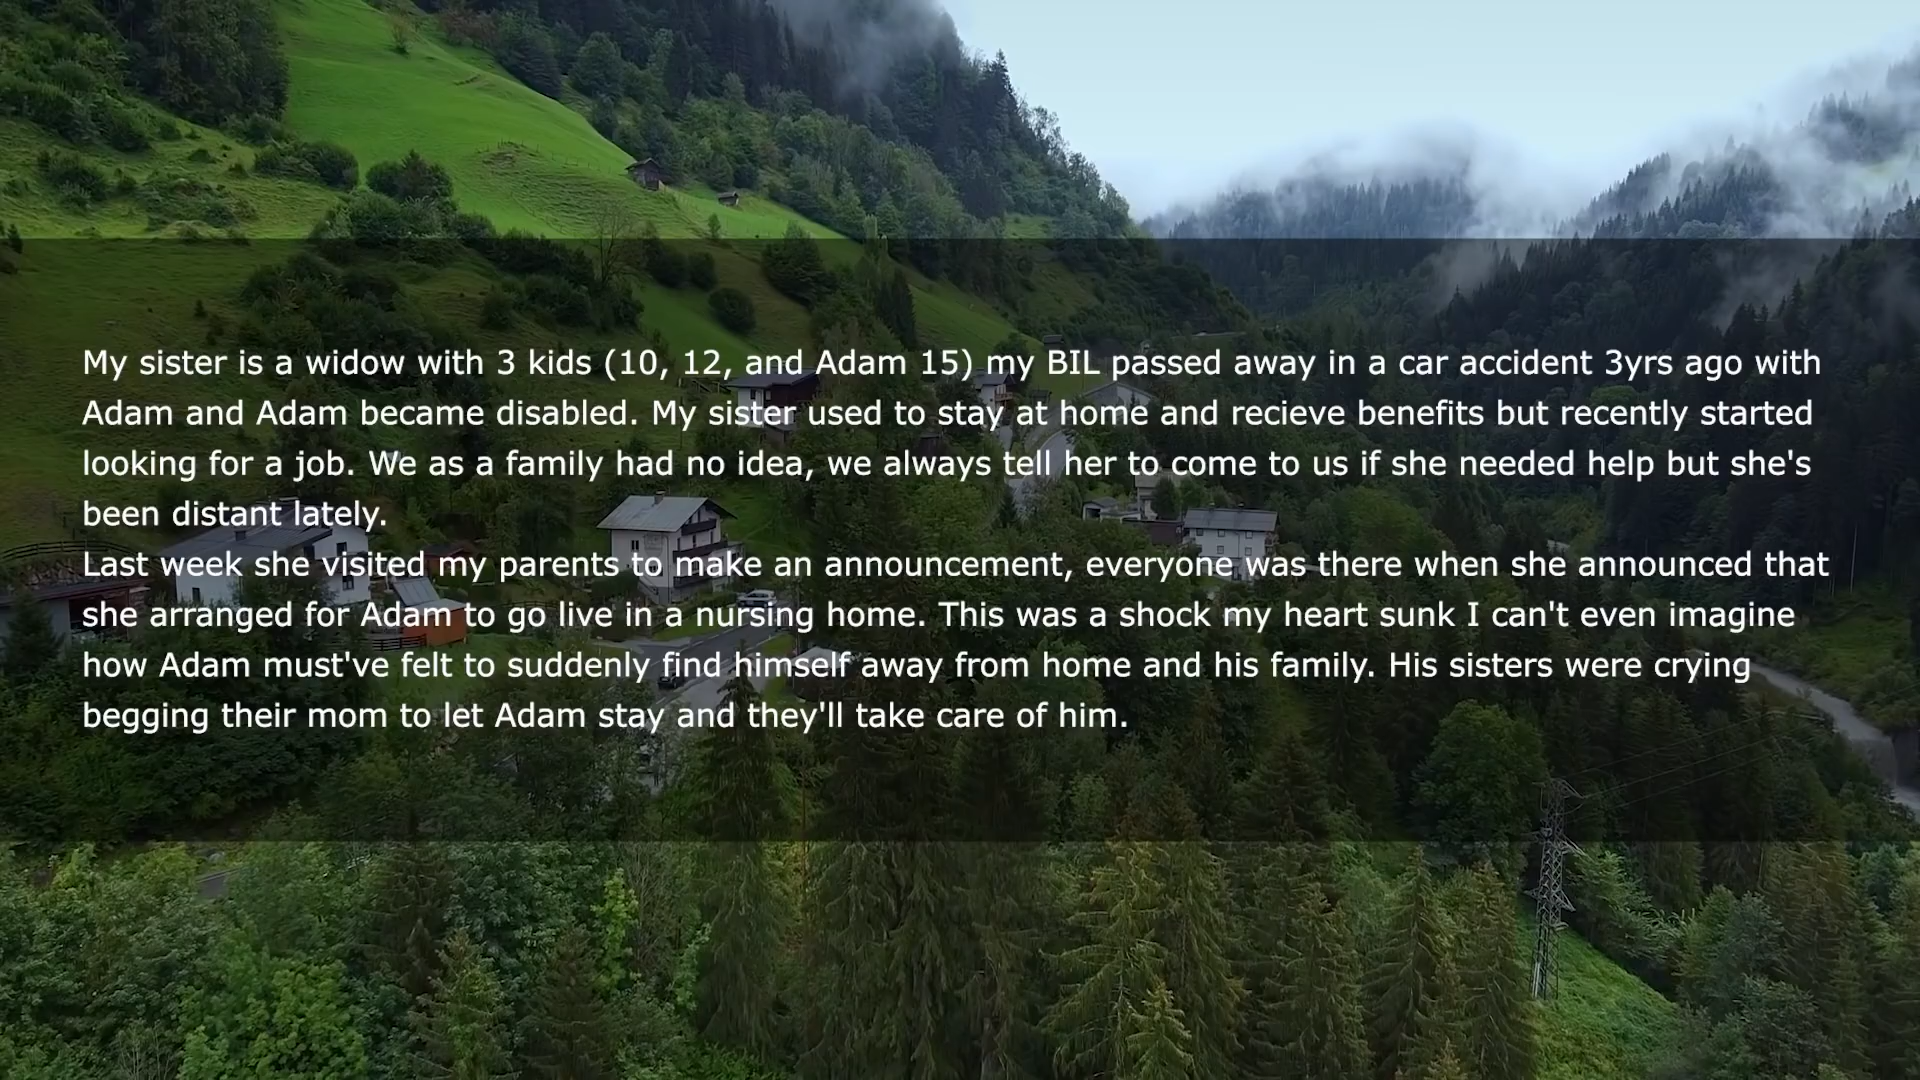 My sister is a widow with 3 kids (10, 12, and Adam 15) my BIL passed away in a car accident 3yrs ago with
Adam and Adam became disabled. My sister used to stay at home and recieve benefits but recently started
looking for a job. We as a family had no idea, we always tell her to come to us if she needed help but she's
been distant lately.
Last week she visited my parents to make an announcement, everyone was there when she announced that
she arranged for Adam to go live in a nursing home. This was a shock my heart sunk I can't even imagine
how Adam must've felt to suddenly find himself away from home and his family. His sisters were crying
begging their mom to let Adam stay and they'll take care of him.